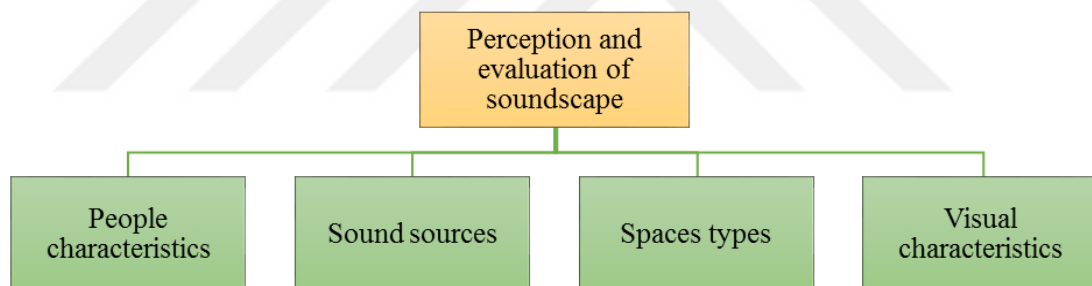 Perception and
evaluation of
soundscape
People
characteristics
Sound sources
Spaces types
Visual
characteristics